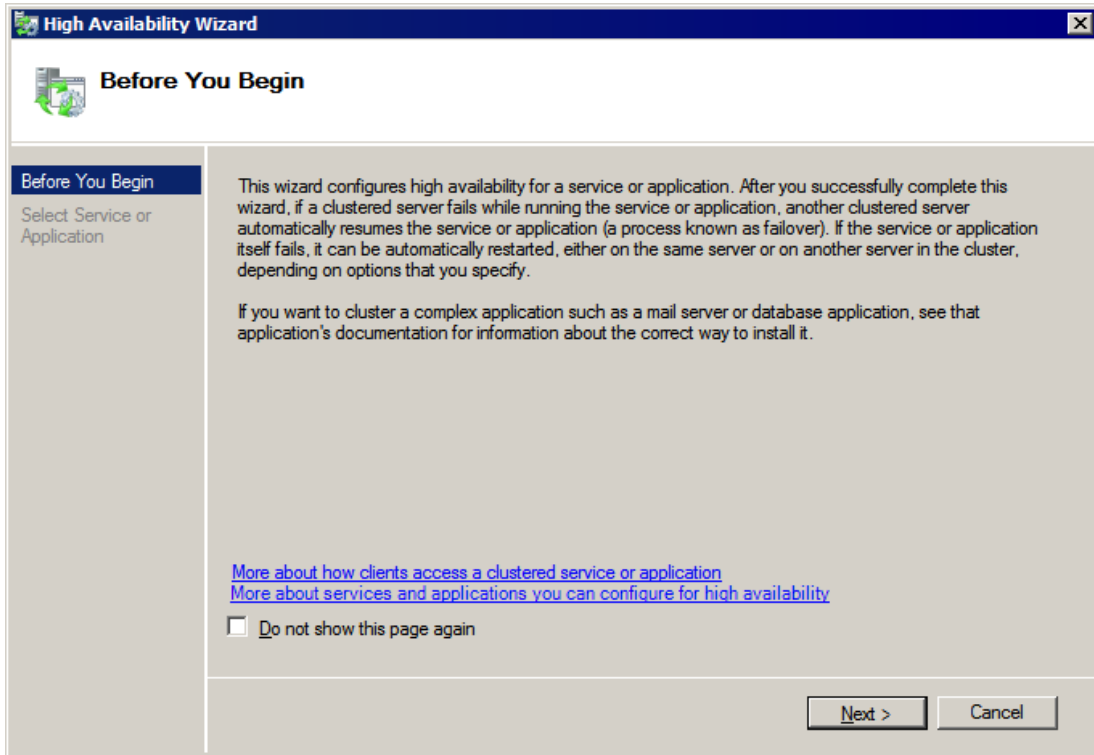 High Availability Wizard
Before You Begin
Before You Begin
Select Service or
Application
This wizard configures high availability for a service or application. After you successfully complete this
wizard, if a clustered server fails while running the service or application, another clustered server
automatically resumes the service or application (a process known as failover). If the service or application
itself fails, it can be automatically restarted, either on the same server or on another server in the cluster,
depending on options that you specify.
If you want to cluster a complex application such as a mail server or database application, see that
application's documentation for information about the correct way to install it.
More about how clients access a clustered service or application
More about services and applications you can configure for high availability
Do not show this page again
Next >
Cancel